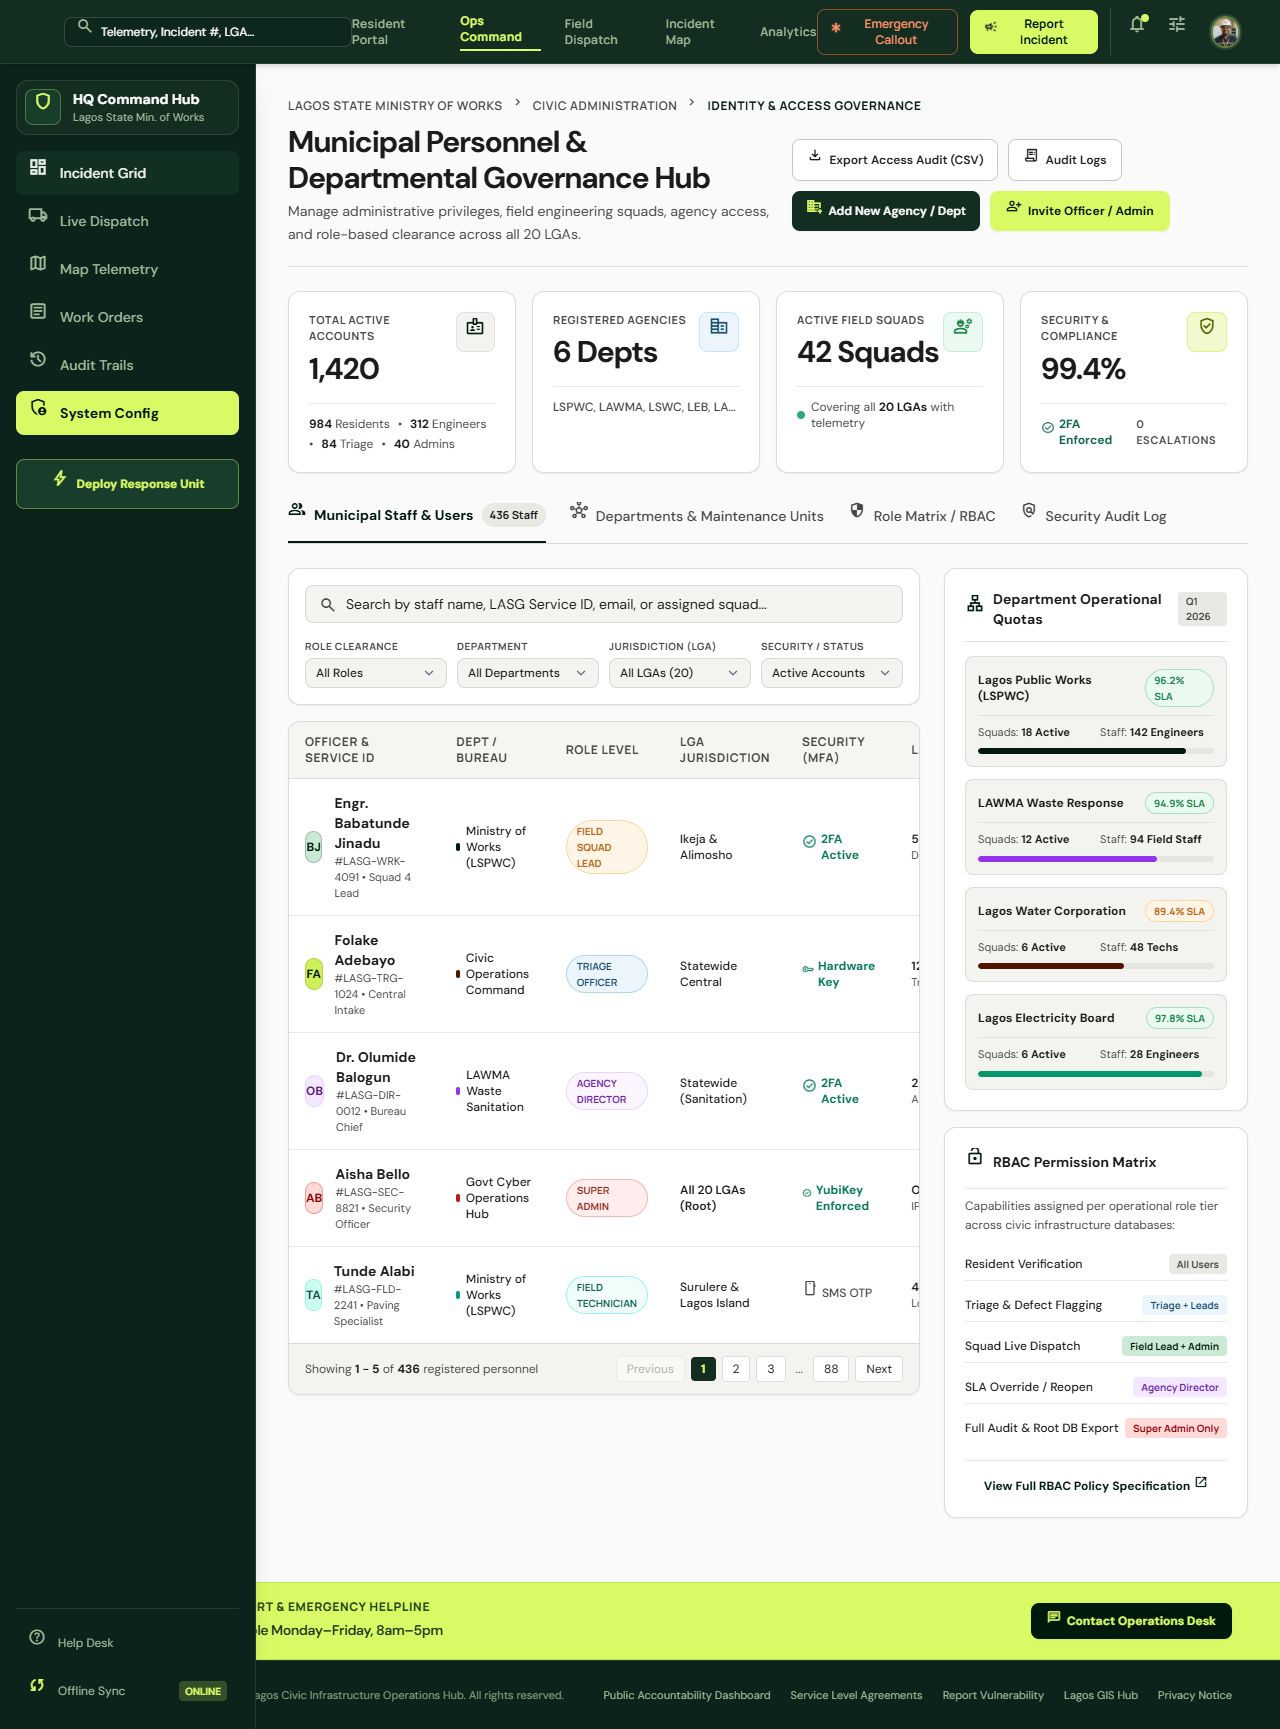 Telemetry, Incident #, LGA...
Resident
Portal
Ops
Command
Field
Dispatch
Incident
Map
Analytics
Emergency
Callout
Report
Incident
HQ Command Hub
Lagos State Min. of Works
Incident Grid
Live Dispatch
Map Telemetry
Work Orders
Audit Trails
System Config
Deploy Response Unit
Help Desk
Offline Sync
ONLINE
LAGOS STATE MINISTRY OF WORKS
CIVIC ADMINISTRATION
IDENTITY & ACCESS GOVERNANCE
Municipal Personnel &
Departmental Governance Hub
Manage administrative privileges, field engineering squads, agency access,
and role-based clearance across all 20 LGAs.
Export Access Audit (CSV)
Audit Logs
Add New Agency / Dept
Invite Officer / Admin
TOTAL ACTIVE
ACCOUNTS
1,420
984 Residents • 312 Engineers
• 84 Triage • 40 Admins
REGISTERED AGENCIES
6 Depts
LSPWC, LAWMA, LSWC, LEB, LA...
ACTIVE FIELD SQUADS
42 Squads
Covering all 20 LGAs with
telemetry
SECURITY &
COMPLIANCE
99.4%
2FA
Enforced
0
ESCALATIONS
Municipal Staff & Users
436 Staff
Departments & Maintenance Units
Role Matrix / RBAC
Security Audit Log
Search by staff name, LASG Service ID, email, or assigned squad...
ROLE CLEARANCE
DEPARTMENT
JURISDICTION (LGA)
SECURITY / STATUS
All Roles
All Departments
All LGAs (20)
Active Accounts
OFFICER &
SERVICE ID
DEPT /
BUREAU
ROLE LEVEL
LGA
JURISDICTION
SECURITY
(MFA)
L
BJ
Engr.
Babatunde
Jinadu
#LASG-WRK-
4091 • Squad 4
Lead
Ministry of
Works
(LSPWC)
FIELD
SQUAD
LEAD
Ikeja &
Alimosho
2FA
Active
5
D
FA
Folake
Adebayo
#LASG-TRG-
1024 • Central
Intake
Civic
Operations
Command
TRIAGE
OFFICER
Statewide
Central
Hardware
Key
12
Tr
OB
Dr. Olumide
Balogun
#LASG-DIR-
0012 • Bureau
Chief
LAWMA
Waste
Sanitation
AGENCY
DIRECTOR
Statewide
(Sanitation)
2FA
Active
2
A
AB
Aisha Bello
#LASG-SEC-
8821 • Security
Officer
Govt Cyber
Operations
Hub
SUPER
ADMIN
All 20 LGAs
(Root)
YubiKey
Enforced
IP
TA
Tunde Alabi
#LASG-FLD-
2241 • Paving
Specialist
Ministry of
Works
(LSPWC)
FIELD
TECHNICIAN
Surulere &
Lagos Island
SMS OTP
4
Lo
Showing 1 - 5 of 436 registered personnel
Previous
1
2
3
...
88
Next
Department Operational
Quotas
Q1
2026
Lagos Public Works
(LSPWC)
96.2%
SLA
Squads: 18 Active
Staff: 142 Engineers
LAWMA Waste Response
94.9% SLA
Squads: 12 Active
Staff: 94 Field Staff
Lagos Water Corporation
89.4% SLA
Squads: 6 Active
Staff: 48 Techs
Lagos Electricity Board
97.8% SLA
Squads: 6 Active
Staff: 28 Engineers
RBAC Permission Matrix
Capabilities assigned per operational role tier
across civic infrastructure databases:
Resident Verification
All Users
Triage & Defect Flagging
Triage + Leads
Squad Live Dispatch
Field Lead + Admin
SLA Override / Reopen
Agency Director
Full Audit & Root DB Export
Super Admin Only
View Full RBAC Policy Specification
RT & EMERGENCY HELPLINE
ble Monday–Friday, 8am–5pm
Contact Operations Desk
agos Civic Infrastructure Operations Hub. All rights reserved.
Public Accountability Dashboard
Service Level Agreements
Report Vulnerability
Lagos GIS Hub
Privacy Notice